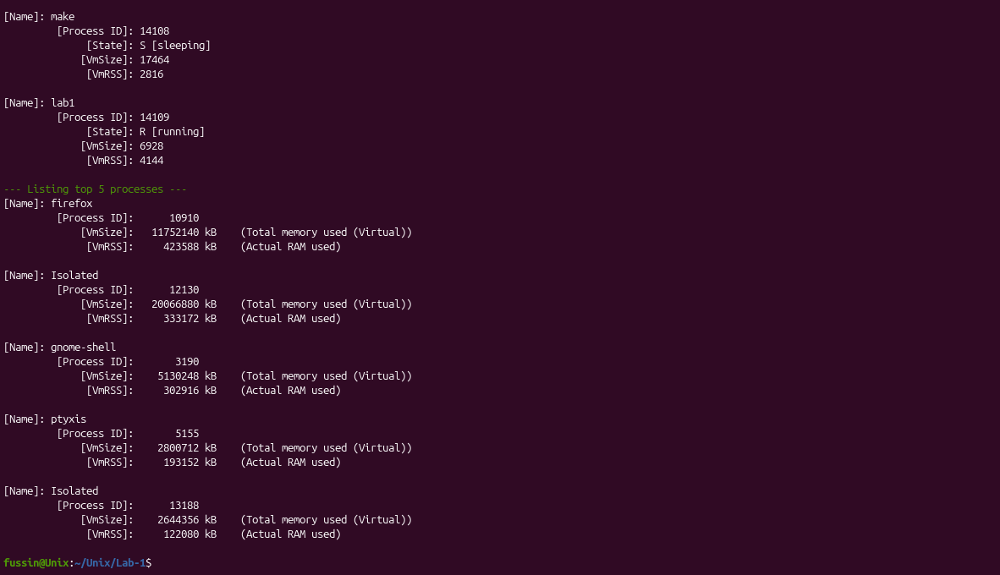 [Name]: make
[Process ID]: 14108
[State]: S [sleeping]
[VmSize]: 17464
[VmRSS]: 2816
[Name]: lab1
[Process ID]: 14109
[State]: R [running]
[VmSize]: 6928
[VmRSS]: 4144
--- Listing top 5 processes ---
[Name]: firefox
[Process ID]: 10910
[VmSize]: 11752140 kB (Total memory used (Virtual))
[VmRSS]: 423588 kB (Actual RAM used)
[Name]: Isolated
[Process ID]: 12130
[VmSize]: 20066880 kB (Total memory used (Virtual))
[VmRSS]: 333172 kB (Actual RAM used)
[Name]: gnome-shell
[Process ID]: 3190
[VmSize]: 5130248 kB (Total memory used (Virtual))
[VmRSS]: 302916 kB (Actual RAM used)
[Name]: ptyxis
[Process ID]: 5155
[VmSize]: 2800712 kB (Total memory used (Virtual))
[VmRSS]: 193152 kB (Actual RAM used)
[Name]: Isolated
[Process ID]: 13188
[VmSize]: 2644356 kB (Total memory used (Virtual))
[VmRSS]: 122080 kB (Actual RAM used)
fussin@Unix:~/Unix/Lab-1$